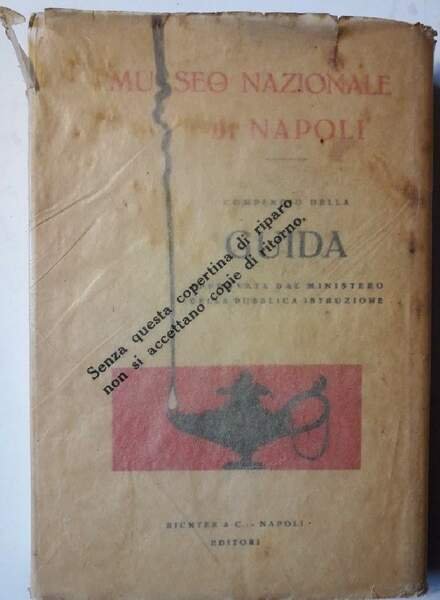 MUSEO NAZIONALE
di NAPOLI
COMPENDIO DELLA
GUIDA
DAL MINISTERO
DELLA PUBBLICA ISTRUZIONE
Senza questa copertina di riparo
non si accettano copie di ritorno.
RICHTER & C. - NAPOLI
EDITORI